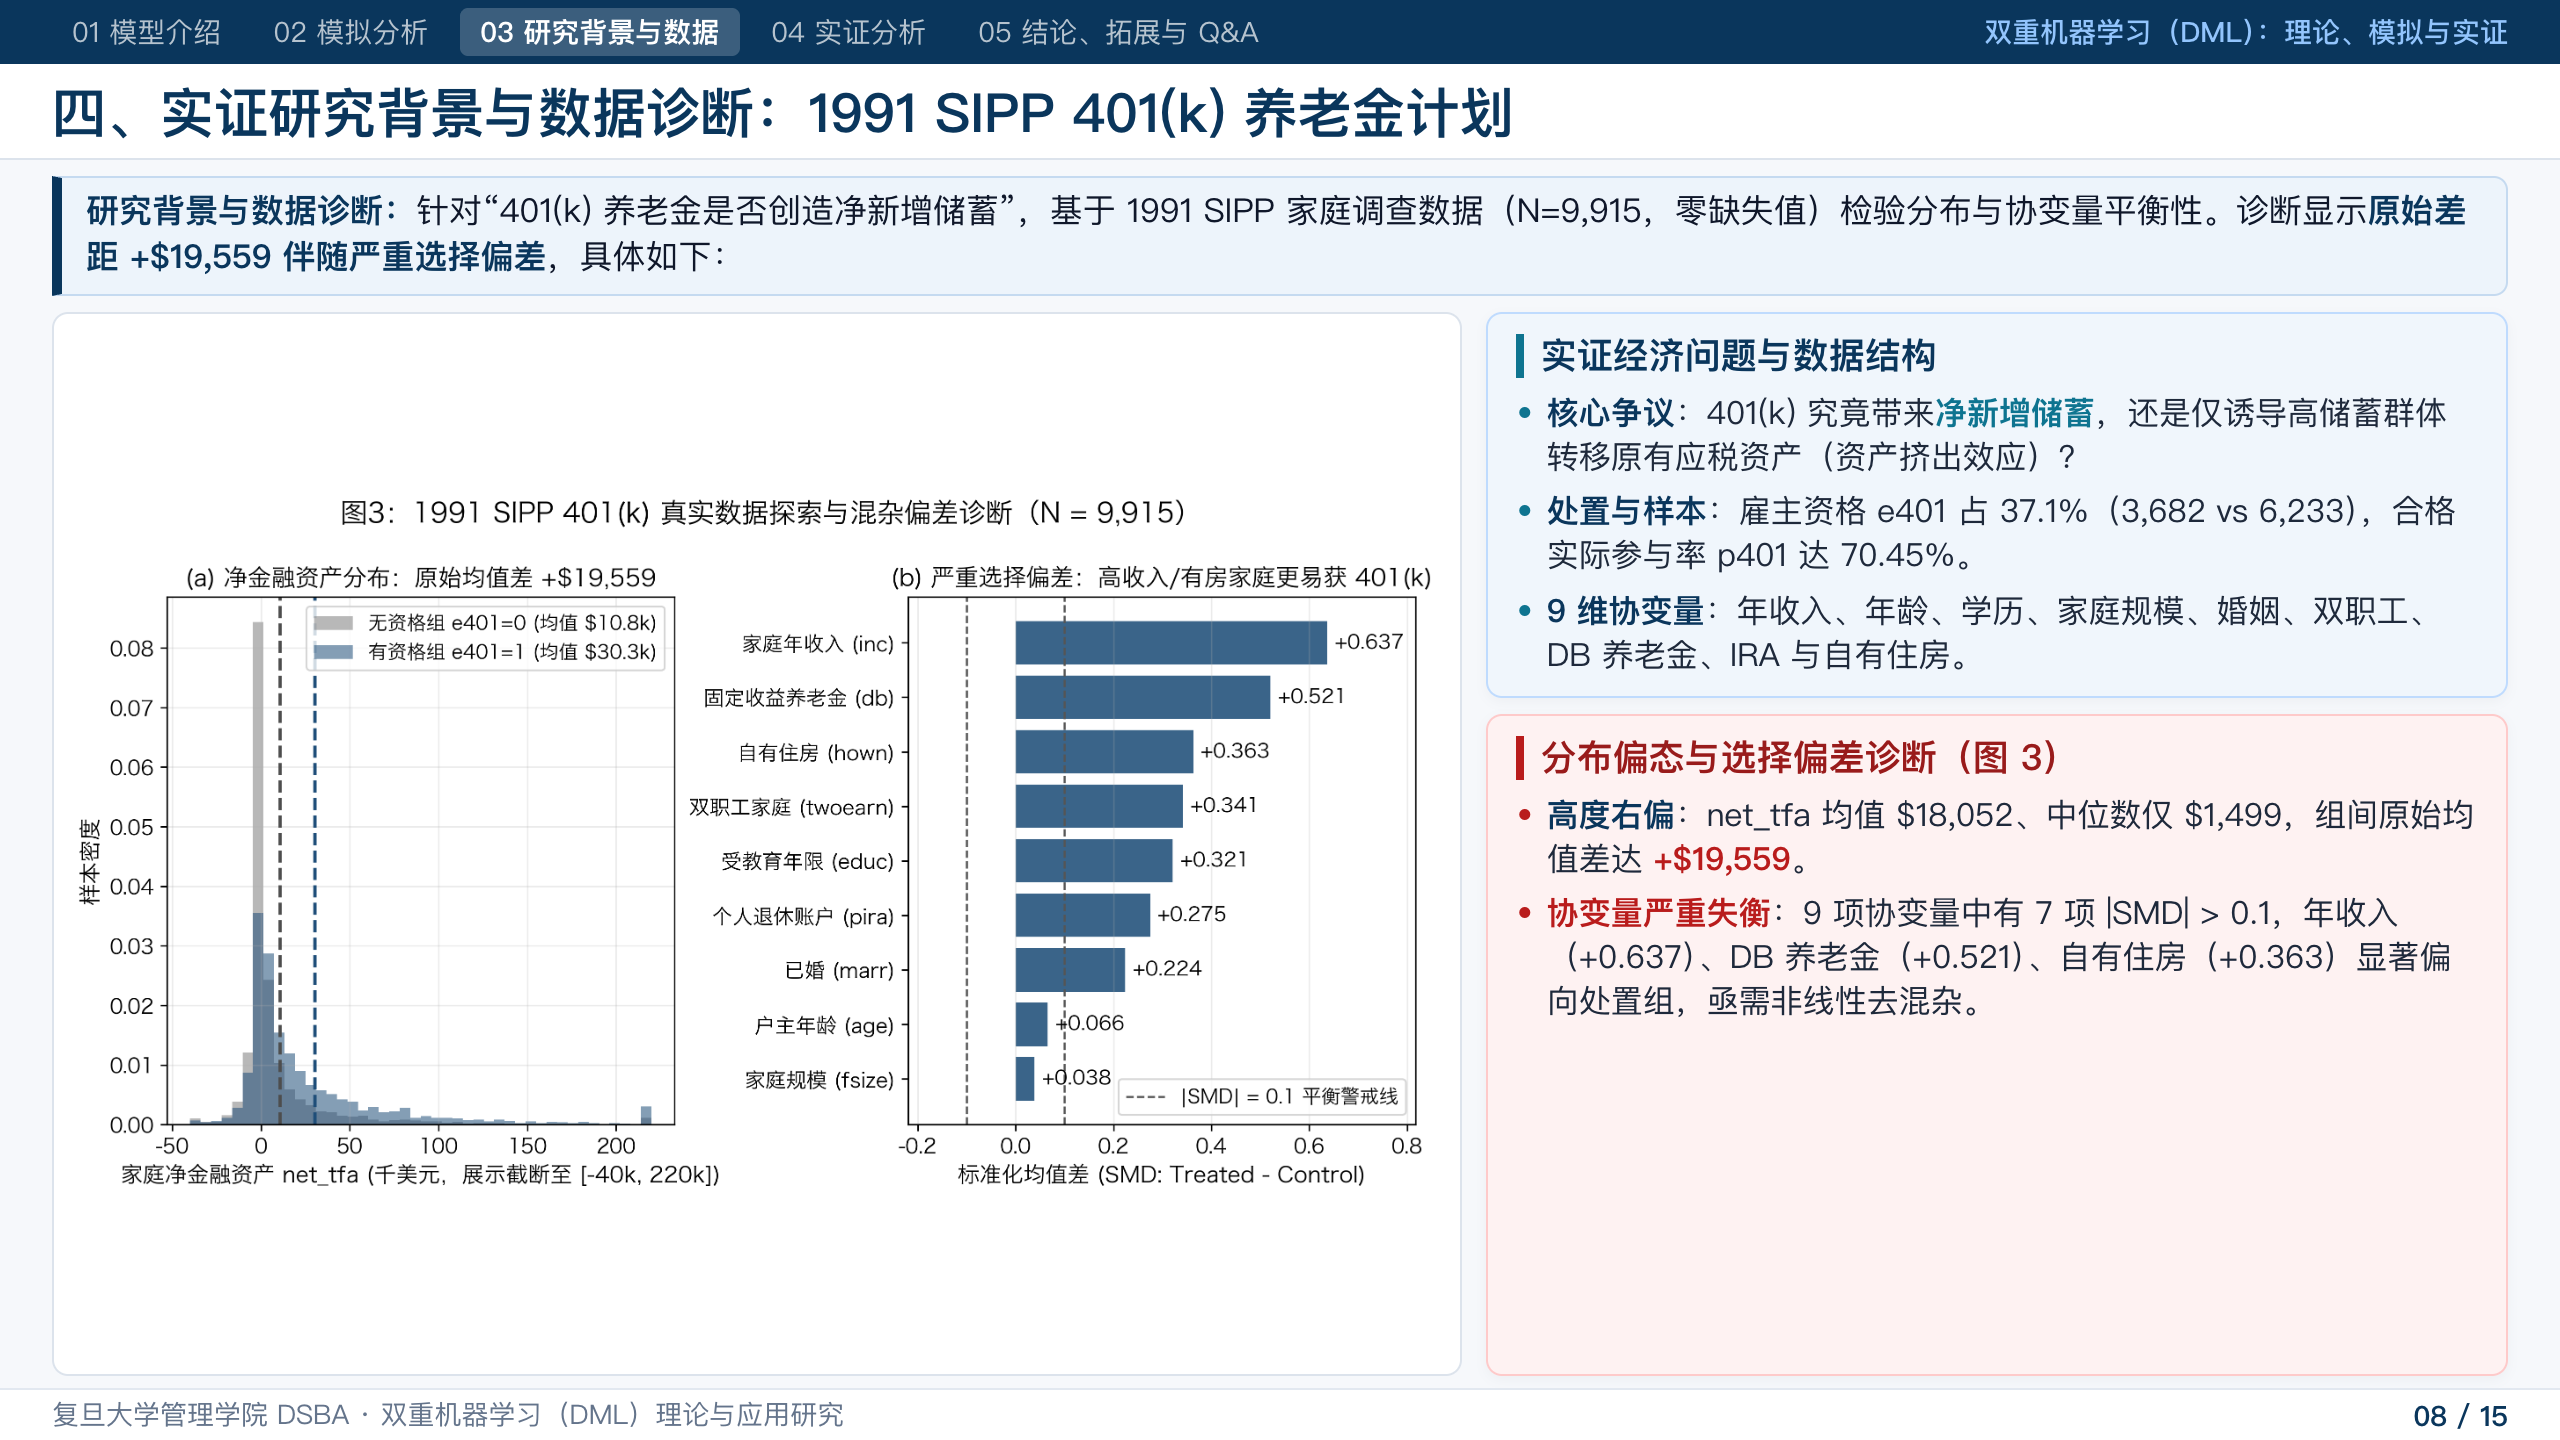 01 模型介绍
02 模拟分析
03 研究背景与数据
04 实证分析
05 结论、拓展与 Q&A
双重机器学习（DML）：理论、模拟与实证
四、实证研究背景与数据诊断：1991 SIPP 401(k) 养老金计划
研究背景与数据诊断：针对“401(k) 养老金是否创造净新增储蓄”，基于 1991 SIPP 家庭调查数据（N=9,915，零缺失值）检验分布与协变量平衡性。诊断显示原始差
距 +$19,559 伴随严重选择偏差，具体如下：
图3：1991 SIPP 401(k) 真实数据探索与混杂偏差诊断（N = 9,915）
(a) 净金融资产分布：原始均值差 +$19,559
无资格组 e401=0 (均值 $10.8k)
有资格组 e401=1 (均值 $30.3k)
样本密度
0.08
0.07
0.06
0.05
0.04
0.03
0.02
0.01
0.00
-50
0
50
100
150
200
家庭净金融资产 net_tfa (千美元，展示截断至 [-40k, 220k])
(b) 严重选择偏差：高收入/有房家庭更易获 401(k)
家庭年收入 (inc)
+0.637
固定收益养老金 (db)
+0.521
自有住房 (hown)
+0.363
双职工家庭 (twoearn)
+0.341
受教育年限 (educ)
+0.321
个人退休账户 (pira)
+0.275
已婚 (marr)
+0.224
户主年龄 (age)
+0.066
家庭规模 (fsize)
+0.038
|SMD| = 0.1 平衡警戒线
-0.2
0.0
0.2
0.4
0.6
0.8
标准化均值差 (SMD: Treated - Control)
实证经济问题与数据结构
• 核心争议：401(k) 究竟带来净新增储蓄，还是仅诱导高储蓄群体
转移原有应税资产（资产挤出效应）？
• 处置与样本：雇主资格 e401 占 37.1%（3,682 vs 6,233），合格
实际参与率 p401 达 70.45%。
• 9 维协变量：年收入、年龄、学历、家庭规模、婚姻、双职工、
DB 养老金、IRA 与自有住房。
分布偏态与选择偏差诊断（图 3）
• 高度右偏：net_tfa 均值 $18,052、中位数仅 $1,499，组间原始均
值差达 +$19,559。
• 协变量严重失衡：9 项协变量中有 7 项 |SMD| > 0.1，年收入
（+0.637）、DB 养老金（+0.521）、自有住房（+0.363）显著偏
向处置组，亟需非线性去混杂。
复旦大学管理学院 DSBA · 双重机器学习（DML）理论与应用研究
08 / 15